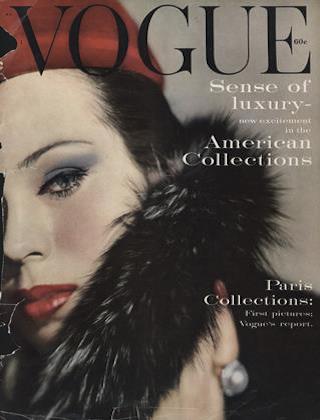 VOGUE
60c.
Sense of
luxury-
new excitement
in the
American
Collections
Paris
Collections:
First pictures;
Vogue's report.